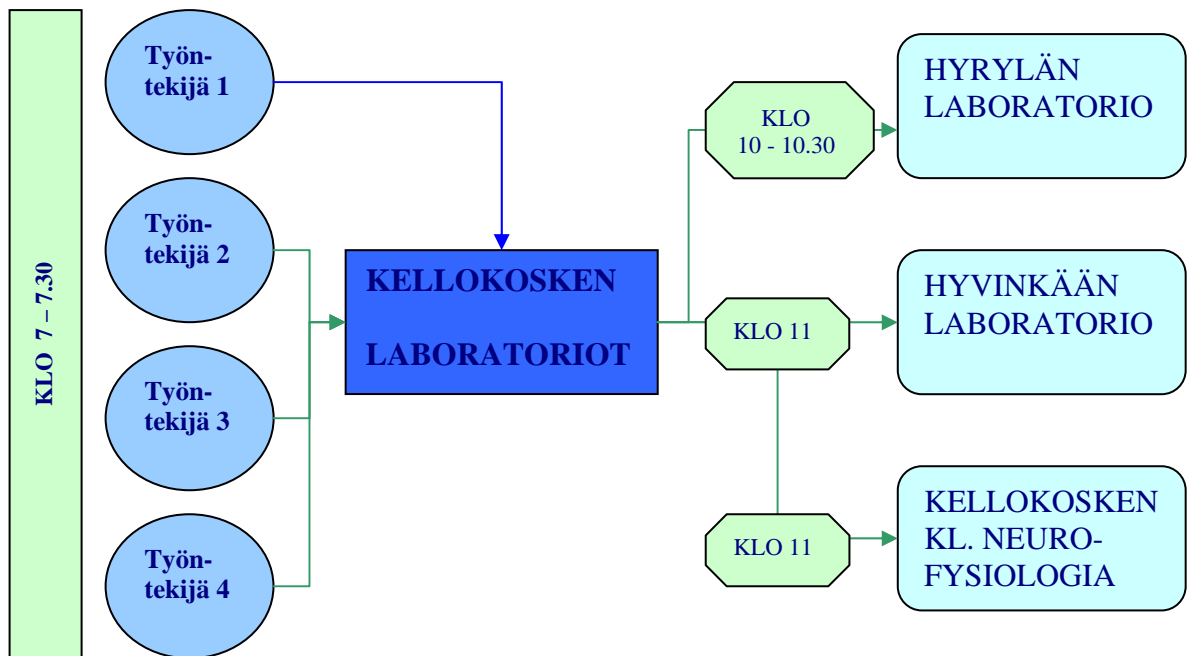 KLO 7 – 7.30
Työn-
tekijä 1
Työn-
tekijä 2
Työn-
tekijä 3
Työn-
tekijä 4
KELLOKOSKEN
LABORATORIOT
KLO
10 - 10.30
KLO 11
KLO 11
HYRYLÄN
LABORATORIO
HYVINKÄÄN
LABORATORIO
KELLOKOSKEN
KL. NEURO-
FYSIOLOGIA